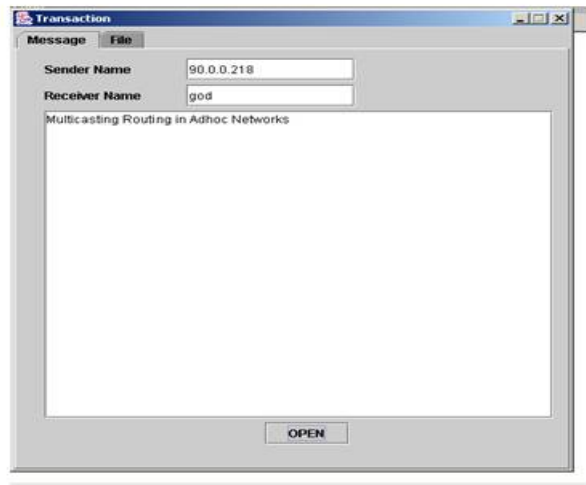 Transaction
Message File
Sender Name 90.0.0.218
Receiver Name god
Multicasting Routing in Adhoc Networks
OPEN